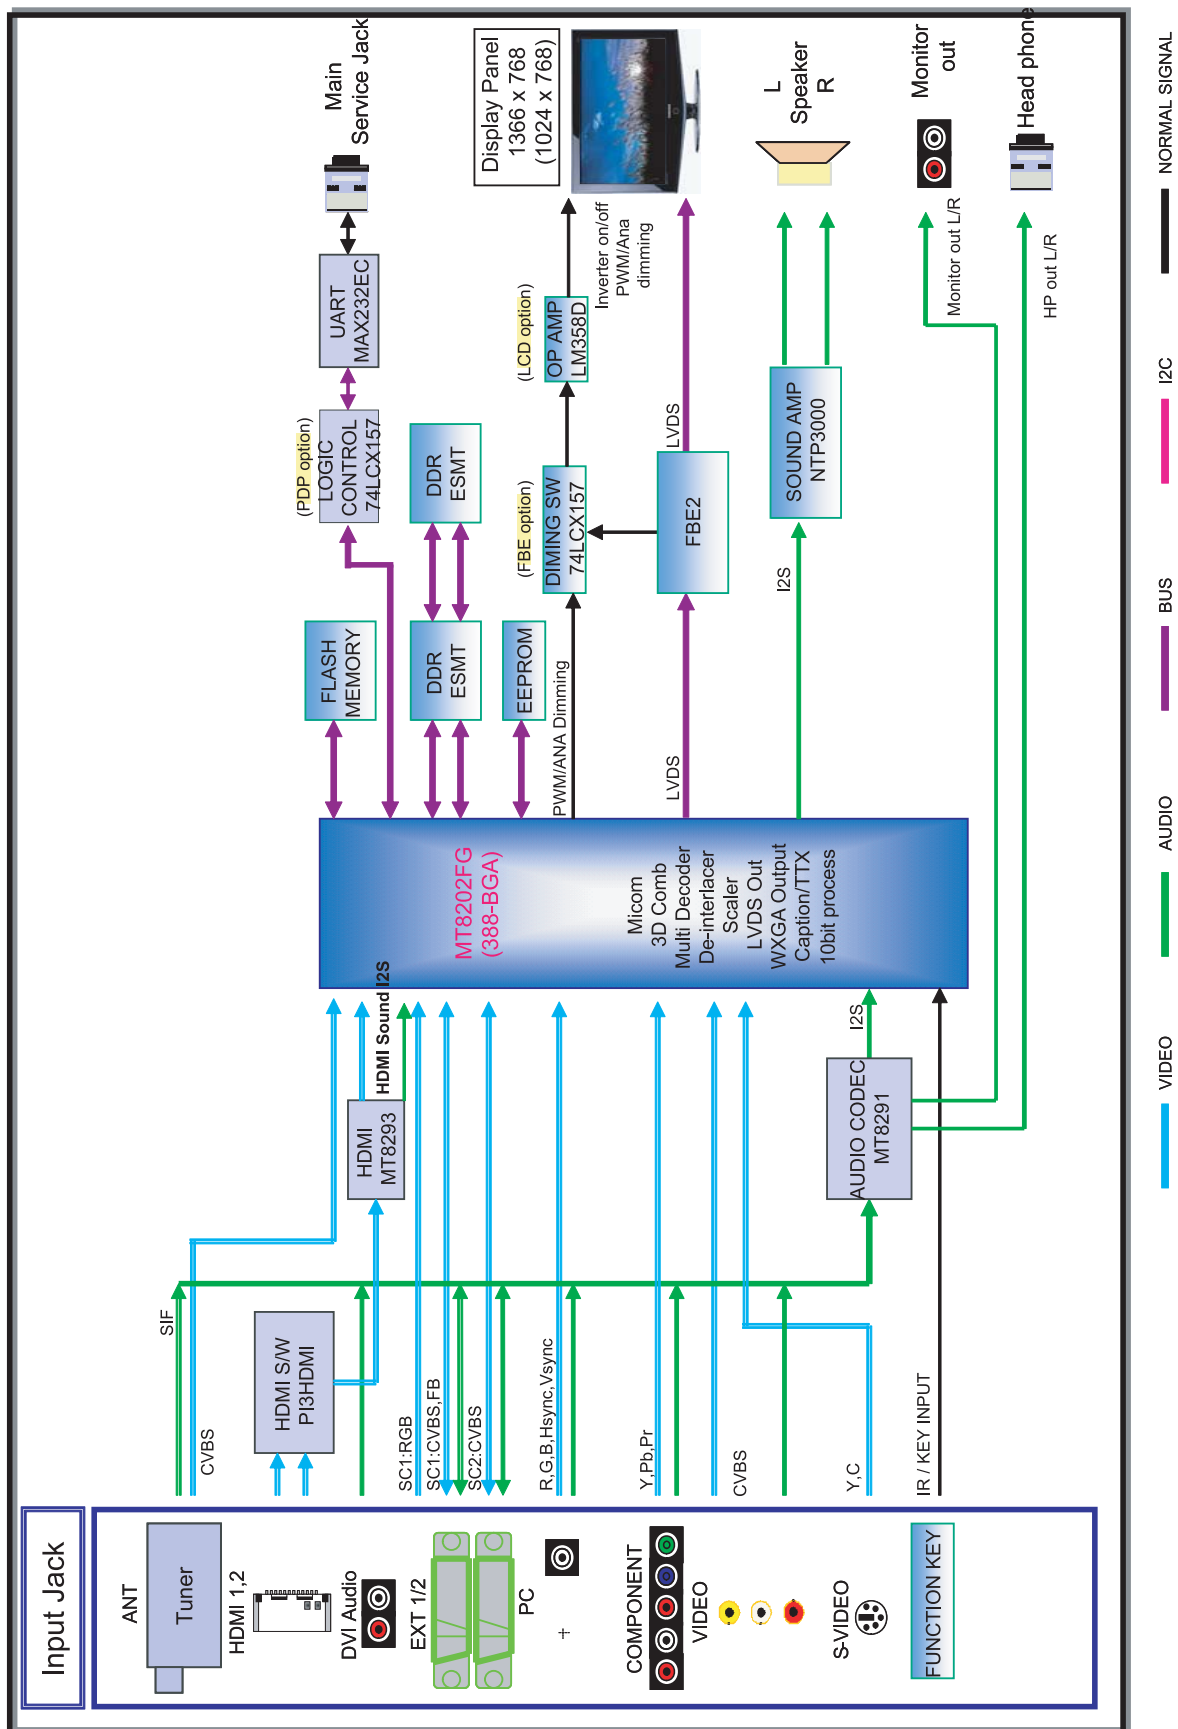 Input Jack
ANT
Tuner
HDMI 1,2
DVI Audio
EXT 1/2
PC
+
COMPONENT
VIDEO
S-VIDEO
FUNCTION KEY
SIF
CVBS
HDMI S/W
PI3HDMI
HDMI
MT8293
HDMI Sound I2S
SC1:RGB
SC1:CVBS,FB
SC2:CVBS
R,G,B,Hsync,Vsync
Y,Pb,Pr
CVBS
Y,C
IR / KEY INPUT
AUDIO CODEC
MT8291
I2S
MT8202FG
(388-BGA)
Micom
3D Comb
Multi Decoder
De-interlacer
Scaler
LVDS Out
WXGA Output
Caption/TTX
10bit process
FLASH
MEMORY
DDR
ESMT
EEPROM
PWM/ANA Dimming
LVDS
I2S
(PDP option)
LOGIC
CONTROL
74LCX157
DDR
ESMT
(FBE option)
DIMING SW
74LCX157
FBE2
LVDS
SOUND AMP
NTP3000
UART
MAX232EC
(LCD option)
OP AMP
LM358D
Inverter on/off
PWM/Ana
dimming
Monitor out L/R
HP out L/R
Main
Service Jack
Display Panel
1366 x 768
(1024 x 768)
L
Speaker
R
Monitor
out
Head phone
VIDEO
AUDIO
BUS
I2C
NORMAL SIGNAL